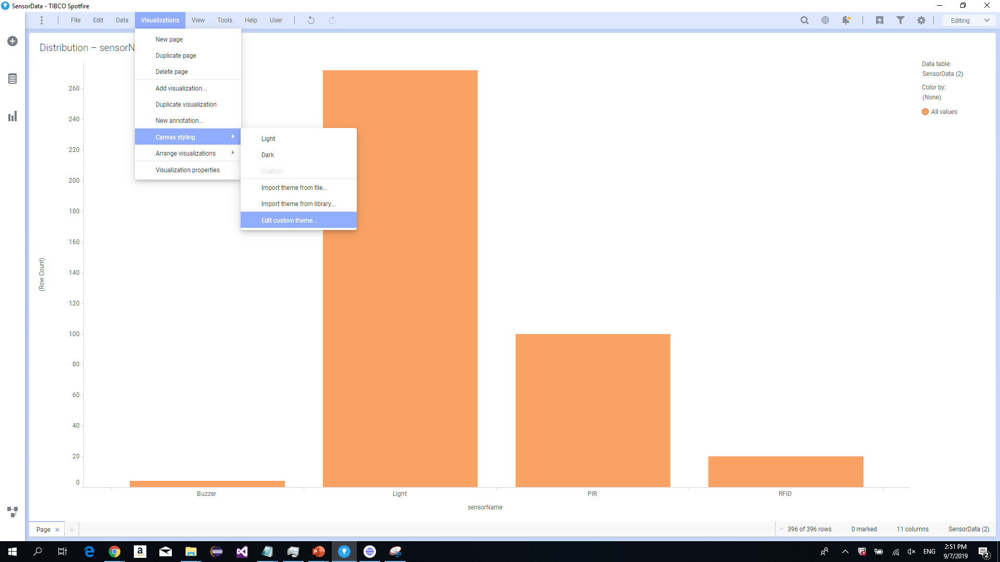 SensorData - TIBCO Spotfire
File Edit Data Visualizations View Tools Help User
Editing
New page
Duplicate page
Delete page
Add visualization...
Duplicate visualization
New annotation...
Canvas styling
Arrange visualizations
Visualization properties
Light
Dark
Custom
Import theme from file...
Import theme from library...
Edit custom theme...
Distribution – sensorN
Data table:
SensorData (2)
Color by:
(None)
All values
(Row Count)
260
240
220
200
180
160
140
120
100
80
60
40
20
0
Buzzer Light PIR RFID
sensorName
Page
396 of 396 rows 0 marked 11 columns SensorData (2)
ENG
2:51 PM
9/7/2019
2